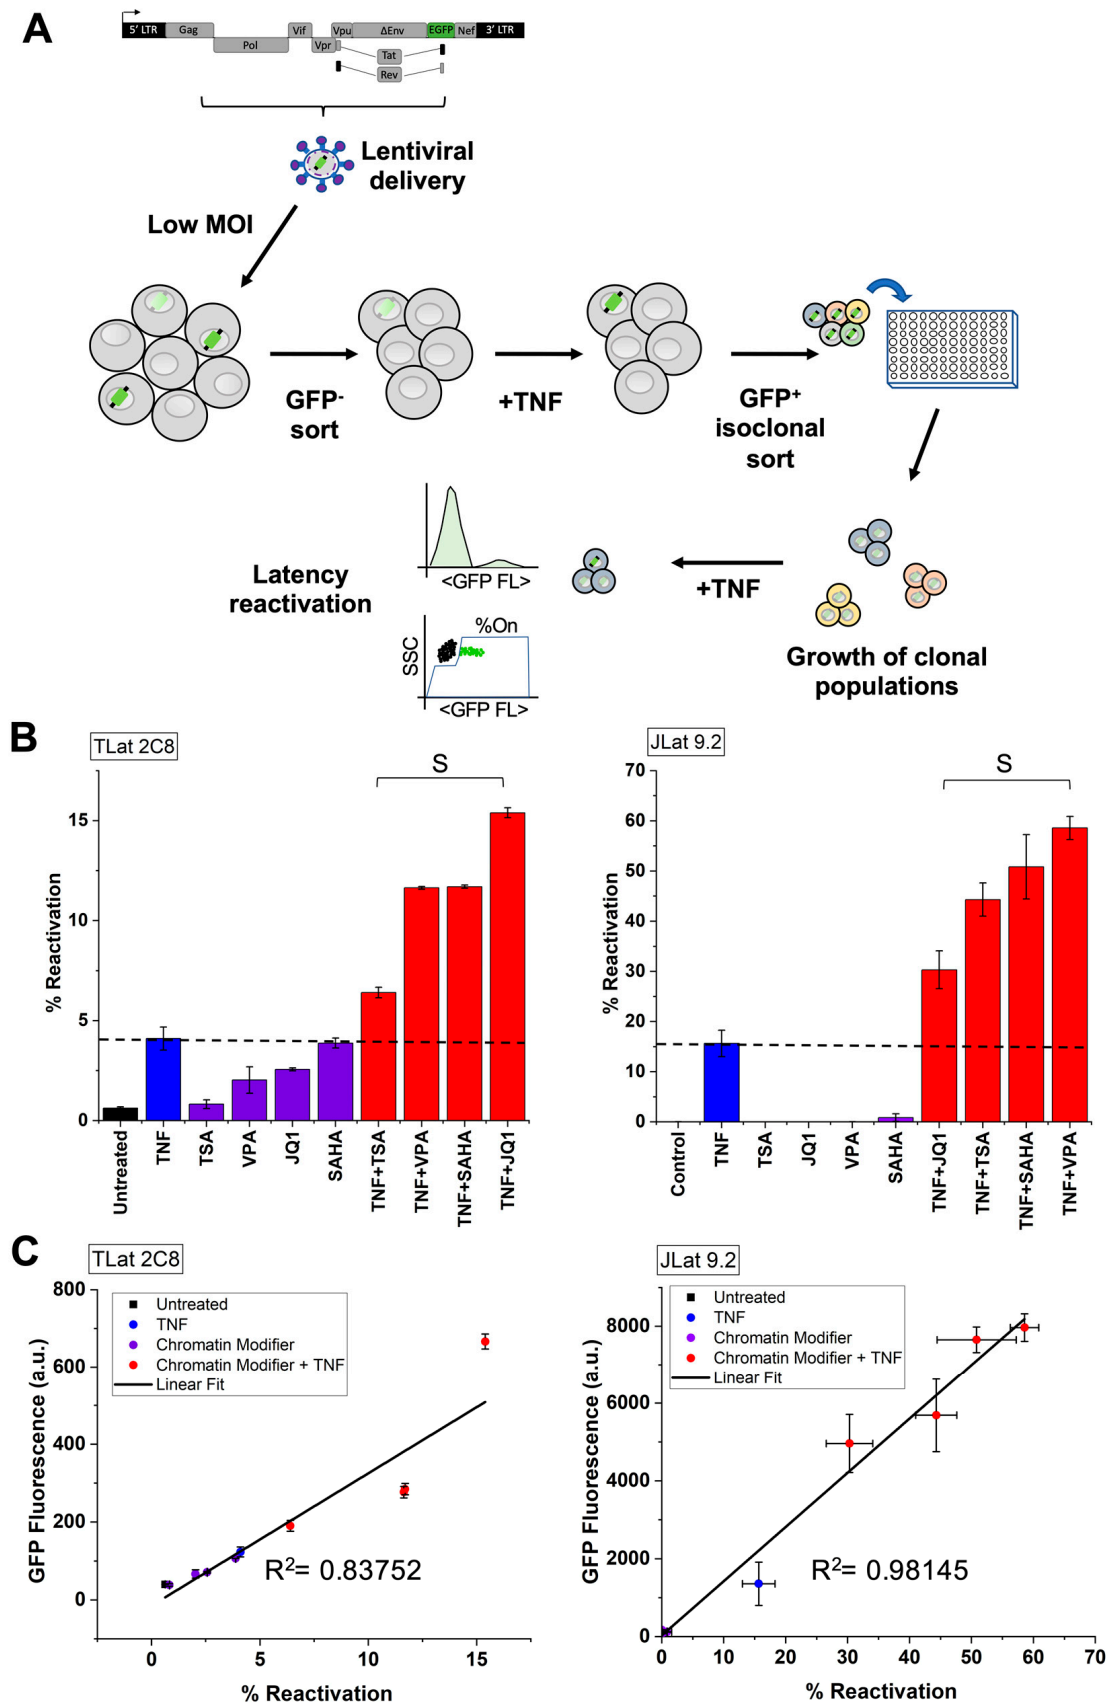 A
5' LTR Gag Vif Vpu ΔEnv EGFP Nef 3' LTR
Pol Vpr Tat
Rev
Lentiviral
delivery
Low MOI
GFP-
sort
+TNF
GFP+
isoclonal
sort
Latency
reactivation
<GFP FL>
%On
SSC
<GFP FL>
+TNF
Growth of clonal
populations
B
TLat 2C8
S
% Reactivation
15
10
5
0
Untreated
TNF
TSA
VPA
JQ1
SAHA
TNF+TSA
TNF+VPA
TNF+SAHA
TNF+JQ1
JLat 9.2
S
% Reactivation
70
60
50
40
30
20
10
0
Control
TNF
TSA
JQ1
VPA
SAHA
TNF+JQ1
TNF+TSA
TNF+SAHA
TNF+VPA
C
TLat 2C8
GFP Fluorescence (a.u.)
800
600
400
200
0
Untreated
TNF
Chromatin Modifier
Chromatin Modifier + TNF
Linear Fit
R2= 0.83752
0 5 10 15
% Reactivation
JLat 9.2
GFP Fluorescence (a.u.)
8000
6000
4000
2000
0
Untreated
TNF
Chromatin Modifier
Chromatin Modifier + TNF
Linear Fit
R2= 0.98145
0 10 20 30 40 50 60 70
% Reactivation